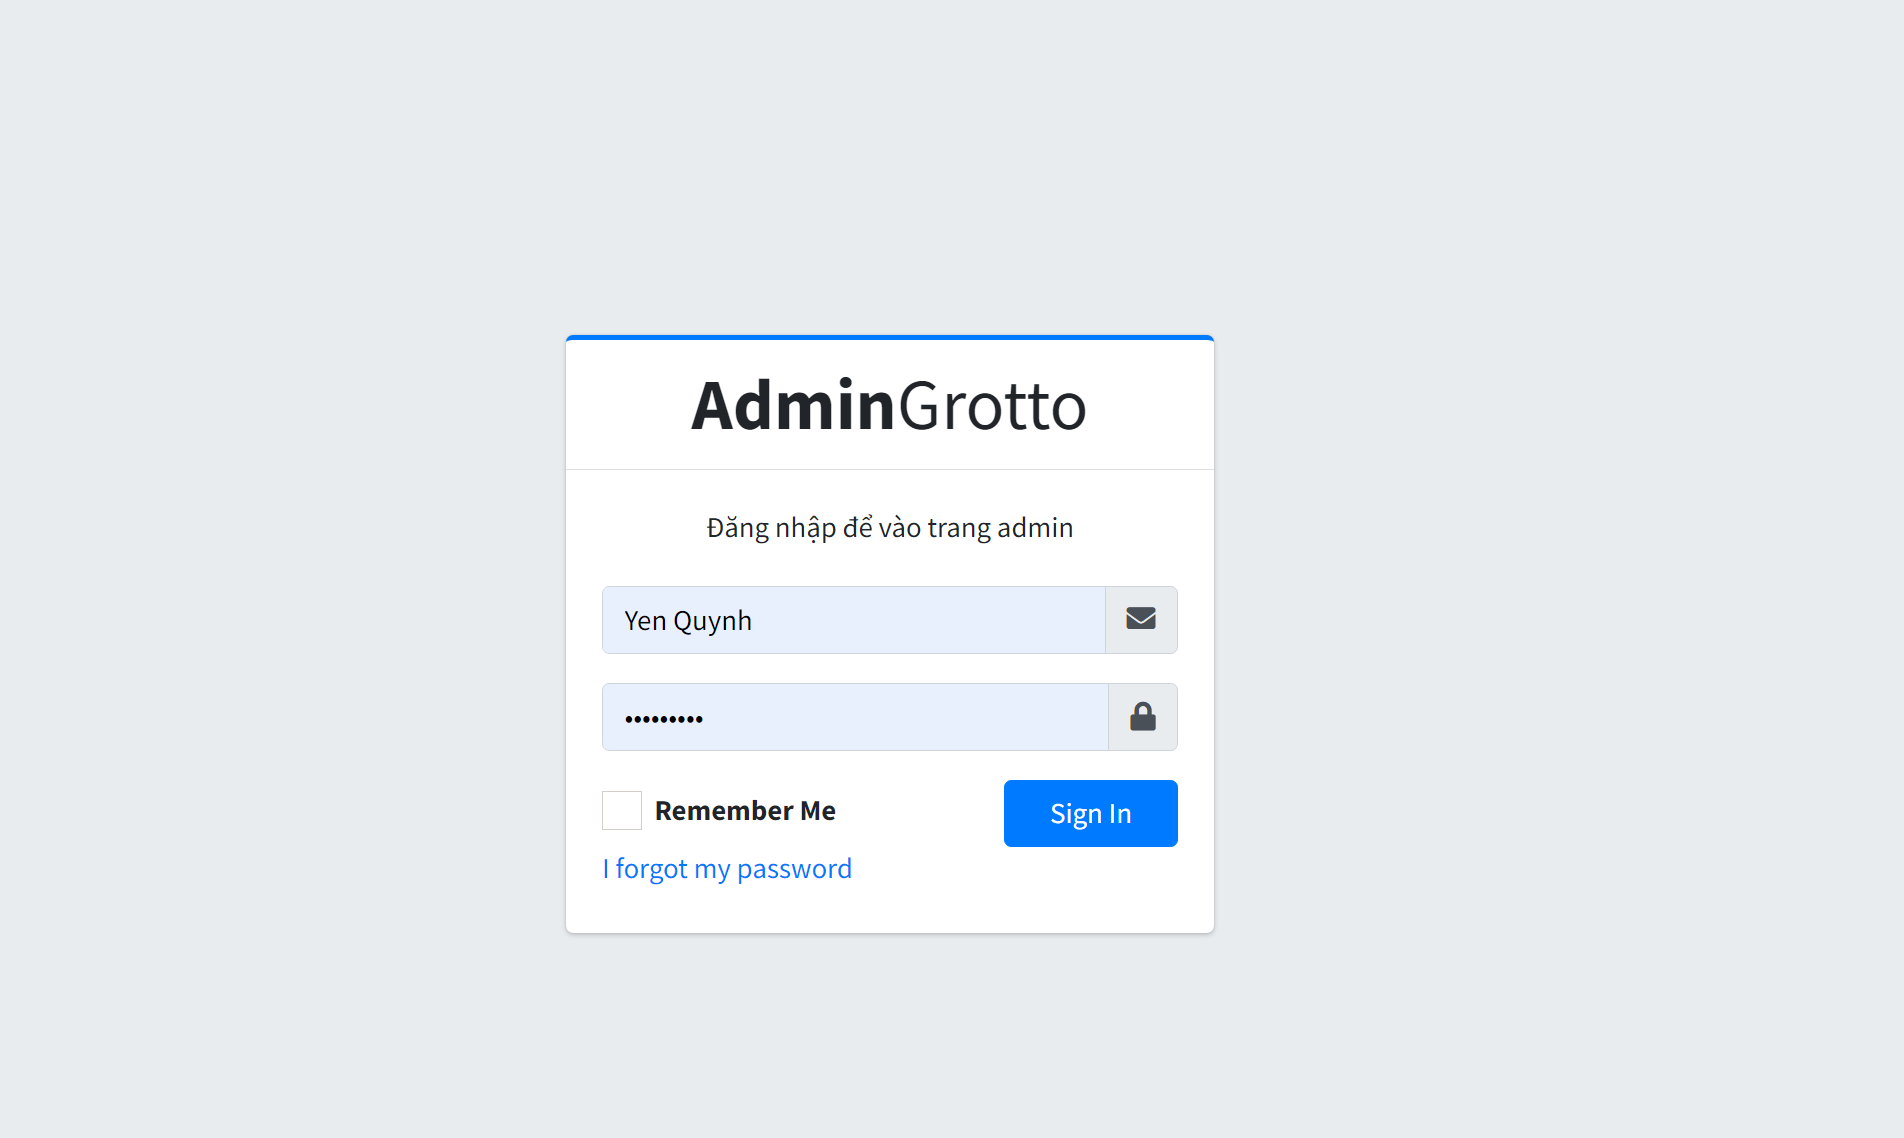 AdminGrotto
Đăng nhập để vào trang admin
Yen Quynh
•••••••••
Remember Me
Sign In
I forgot my password